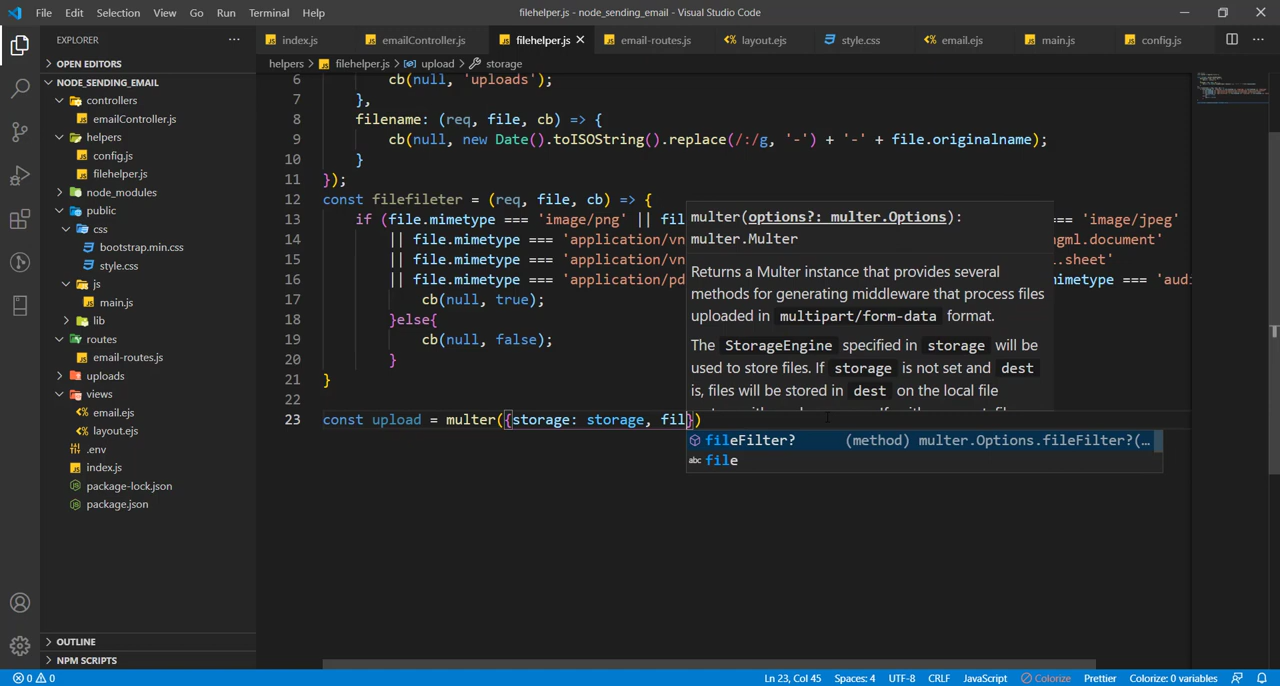 File Edit Selection View Go Run Terminal Help
filehelper.js - node_sending_email - Visual Studio Code
EXPLORER
index.js
emailController.js
filehelper.js
email-routes.js
layout.ejs
style.css
email.ejs
main.js
config.js
helpers > filehelper.js > upload > storage
OPEN EDITORS
NODE_SENDING_EMAIL
controllers
emailController.js
helpers
config.js
filehelper.js
node_modules
public
css
bootstrap.min.css
style.css
js
main.js
lib
routes
email-routes.js
uploads
views
email.ejs
layout.ejs
.env
index.js
package-lock.json
package.json
OUTLINE
NPM SCRIPTS
6 cb(null, 'uploads');
7 },
8 filename: (req, file, cb) => {
9 cb(null, new Date().toISOString().replace(/:/g, '-') + '-' + file.originalname);
10 }
11 });
12 const filefileter = (req, file, cb) => {
13 if (file.mimetype === 'image/png' || fil == 'image/jpeg'
14 || file.mimetype === 'application/vn ngml.document'
15 || file.mimetype === 'application/vn l.sheet'
16 || file.mimetype === 'application/pd imetype === 'audi
17 cb(null, true);
18 }else{
19 cb(null, false);
20 }
21 }
22
23 const upload = multer({storage: storage, fil})
multer(options?: multer.Options):
multer.Multer
Returns a Multer instance that provides several
methods for generating middleware that process files
uploaded in multipart/form-data format.
The StorageEngine specified in storage will be
used to store files. If storage is not set and dest
is, files will be stored in dest on the local file
fileFilter? (method) multer.Options.fileFilter?(…
abc file
0 0
Ln 23, Col 45 Spaces: 4 UTF-8 CRLF JavaScript Colorize Prettier Colorize: 0 variables